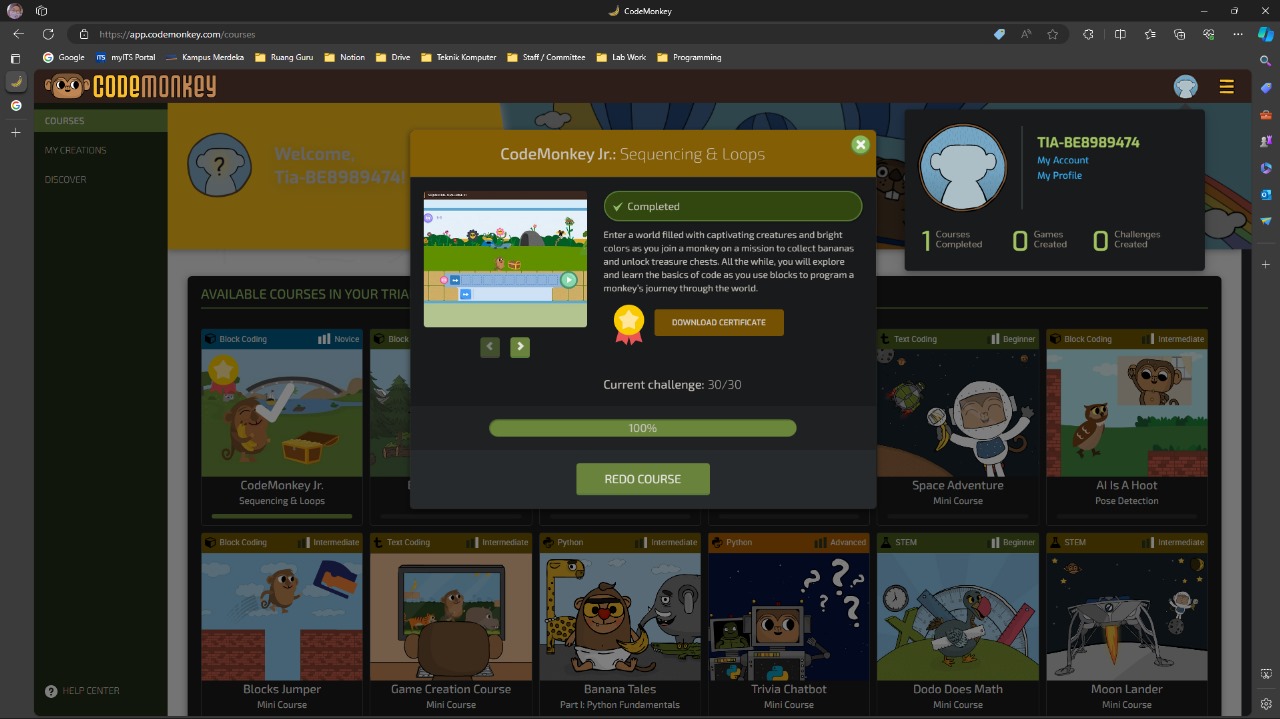 CodeMonkey
https://app.codemonkey.com/courses
Google
myITS Portal
Kampus Merdeka
Ruang Guru
Notion
Drive
Teknik Komputer
Staff / Committee
Lab Work
Programming
CODEMONKEY
COURSES
MY CREATIONS
DISCOVER
Welcome,
Tia-BE8989474!
CodeMonkey Jr.: Sequencing & Loops
Completed
Enter a world filled with captivating creatures and bright
colors as you join a monkey on a mission to collect bananas
and unlock treasure chests. All the while, you will explore
and learn the basics of code as you use blocks to program a
monkey's journey through the world.
DOWNLOAD CERTIFICATE
Current challenge: 30/30
100%
REDO COURSE
TIA-BE8989474
My Account
My Profile
1 Courses Completed
0 Games Created
0 Challenges Created
AVAILABLE COURSES IN YOUR TRIA
Block Coding Novice
Block
Text Coding Beginner
Block Coding Intermediate
CodeMonkey Jr.
Sequencing & Loops
Space Adventure
Mini Course
AI Is A Hoot
Pose Detection
Block Coding Intermediate
Text Coding Intermediate
Python Intermediate
Python Advanced
STEM Beginner
STEM Intermediate
Blocks Jumper
Mini Course
Game Creation Course
Mini Course
Banana Tales
Part I: Python Fundamentals
Trivia Chatbot
Mini Course
Dodo Does Math
Mini Course
Moon Lander
Mini Course
HELP CENTER